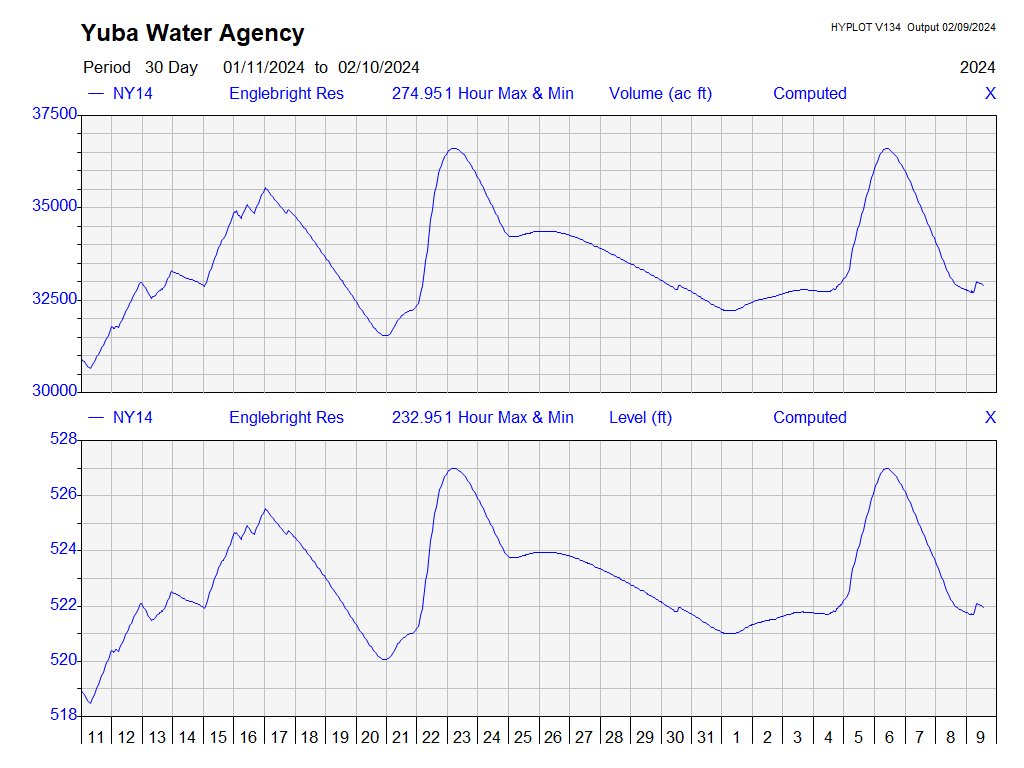 Yuba Water Agency
HYPLOT V134 Output 02/09/2024
Period 30 Day 01/11/2024 to 02/10/2024 2024
NY14 Englebright Res 274.951 Hour Max & Min Volume (ac ft) Computed X
37500
35000
32500
30000
NY14 Englebright Res 232.951 Hour Max & Min Level (ft) Computed X
528
526
524
522
520
518
11 12 13 14 15 16 17 18 19 20 21 22 23 24 25 26 27 28 29 30 31 1 2 3 4 5 6 7 8 9